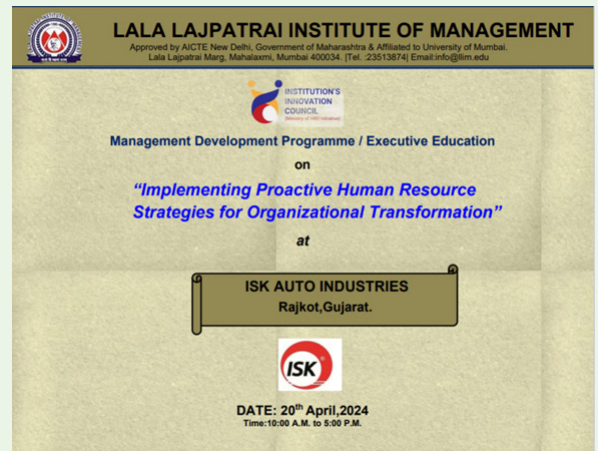 LALA LAJPATRAI INSTITUTE OF MANAGEMENT
Approved by AICTE New Delhi, Government of Maharashtra & Affiliated to University of Mumbai.
Lala Lajpatrai Marg, Mahalaxmi, Mumbai 400034. |Tel. :23513874| Email:info@llim.edu
INSTITUTION'S
INNOVATION
COUNCIL
Management Development Programme / Executive Education
on
“Implementing Proactive Human Resource
Strategies for Organizational Transformation”
at
ISK AUTO INDUSTRIES
Rajkot,Gujarat.
ISK
DATE: 20th April,2024
Time:10:00 A.M. to 5:00 P.M.